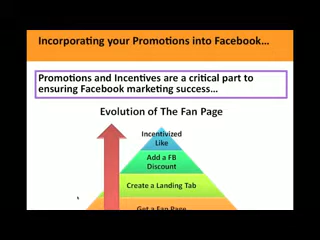 Incorporating your Promotions into Facebook...
Promotions and Incentives are a critical part to
ensuring Facebook marketing success...
Evolution of The Fan Page
Incentivized
Like
Add a FB
Discount
Create a Landing Tab
Get a Fan Page